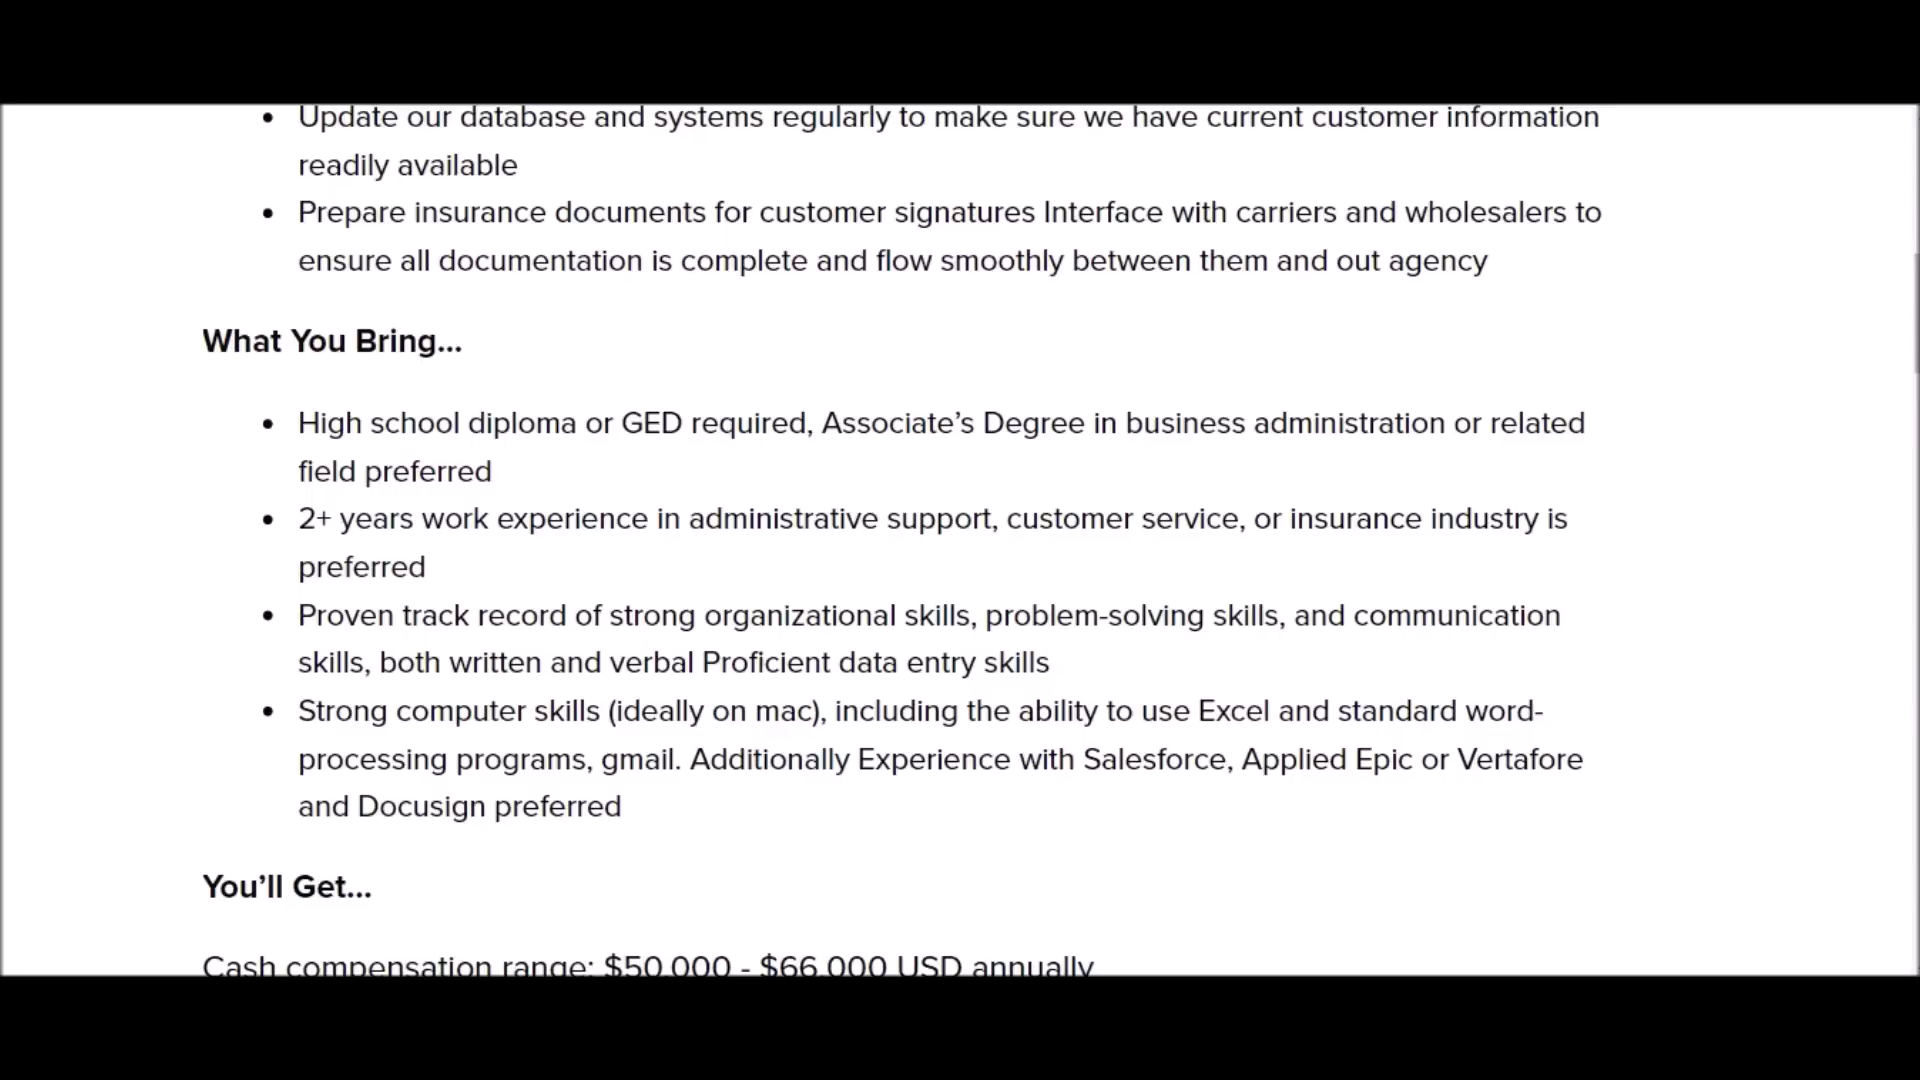 Update our database and systems regularly to make sure we have current customer information
readily available
Prepare insurance documents for customer signatures Interface with carriers and wholesalers to
ensure all documentation is complete and flow smoothly between them and out agency
What You Bring...
High school diploma or GED required, Associate’s Degree in business administration or related
field preferred
2+ years work experience in administrative support, customer service, or insurance industry is
preferred
Proven track record of strong organizational skills, problem-solving skills, and communication
skills, both written and verbal Proficient data entry skills
Strong computer skills (ideally on mac), including the ability to use Excel and standard word-
processing programs, gmail. Additionally Experience with Salesforce, Applied Epic or Vertafore
and Docusign preferred
You’ll Get...
Cash compensation range: $50,000 - $66,000 USD annually